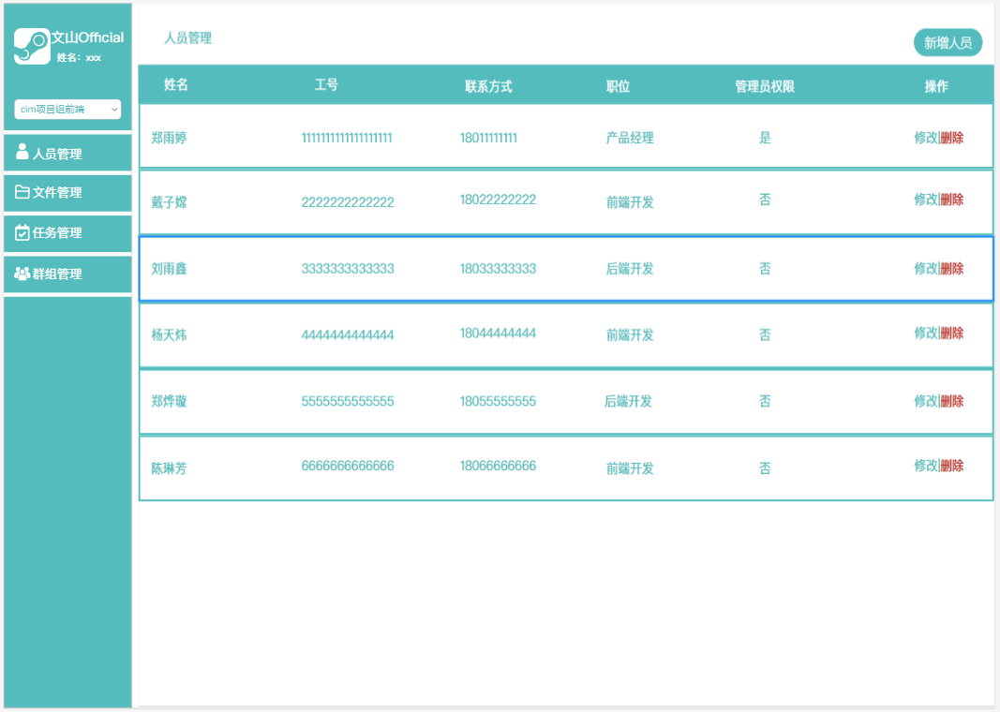 文山Official
姓名：xxx
cim项目组前端
人员管理
文件管理
任务管理
群组管理
人员管理
新增人员
姓名 工号 联系方式 职位 管理员权限 操作
郑雨婷 1111111111111111111 18011111111 产品经理 是 修改|删除
戴子嫦 2222222222222 18022222222 前端开发 否 修改|删除
刘雨鑫 3333333333333 18033333333 后端开发 否 修改|删除
杨天炜 4444444444444 18044444444 前端开发 否 修改|删除
郑烨璇 5555555555555 18055555555 后端开发 否 修改|删除
陈琳芳 6666666666666 18066666666 前端开发 否 修改|删除